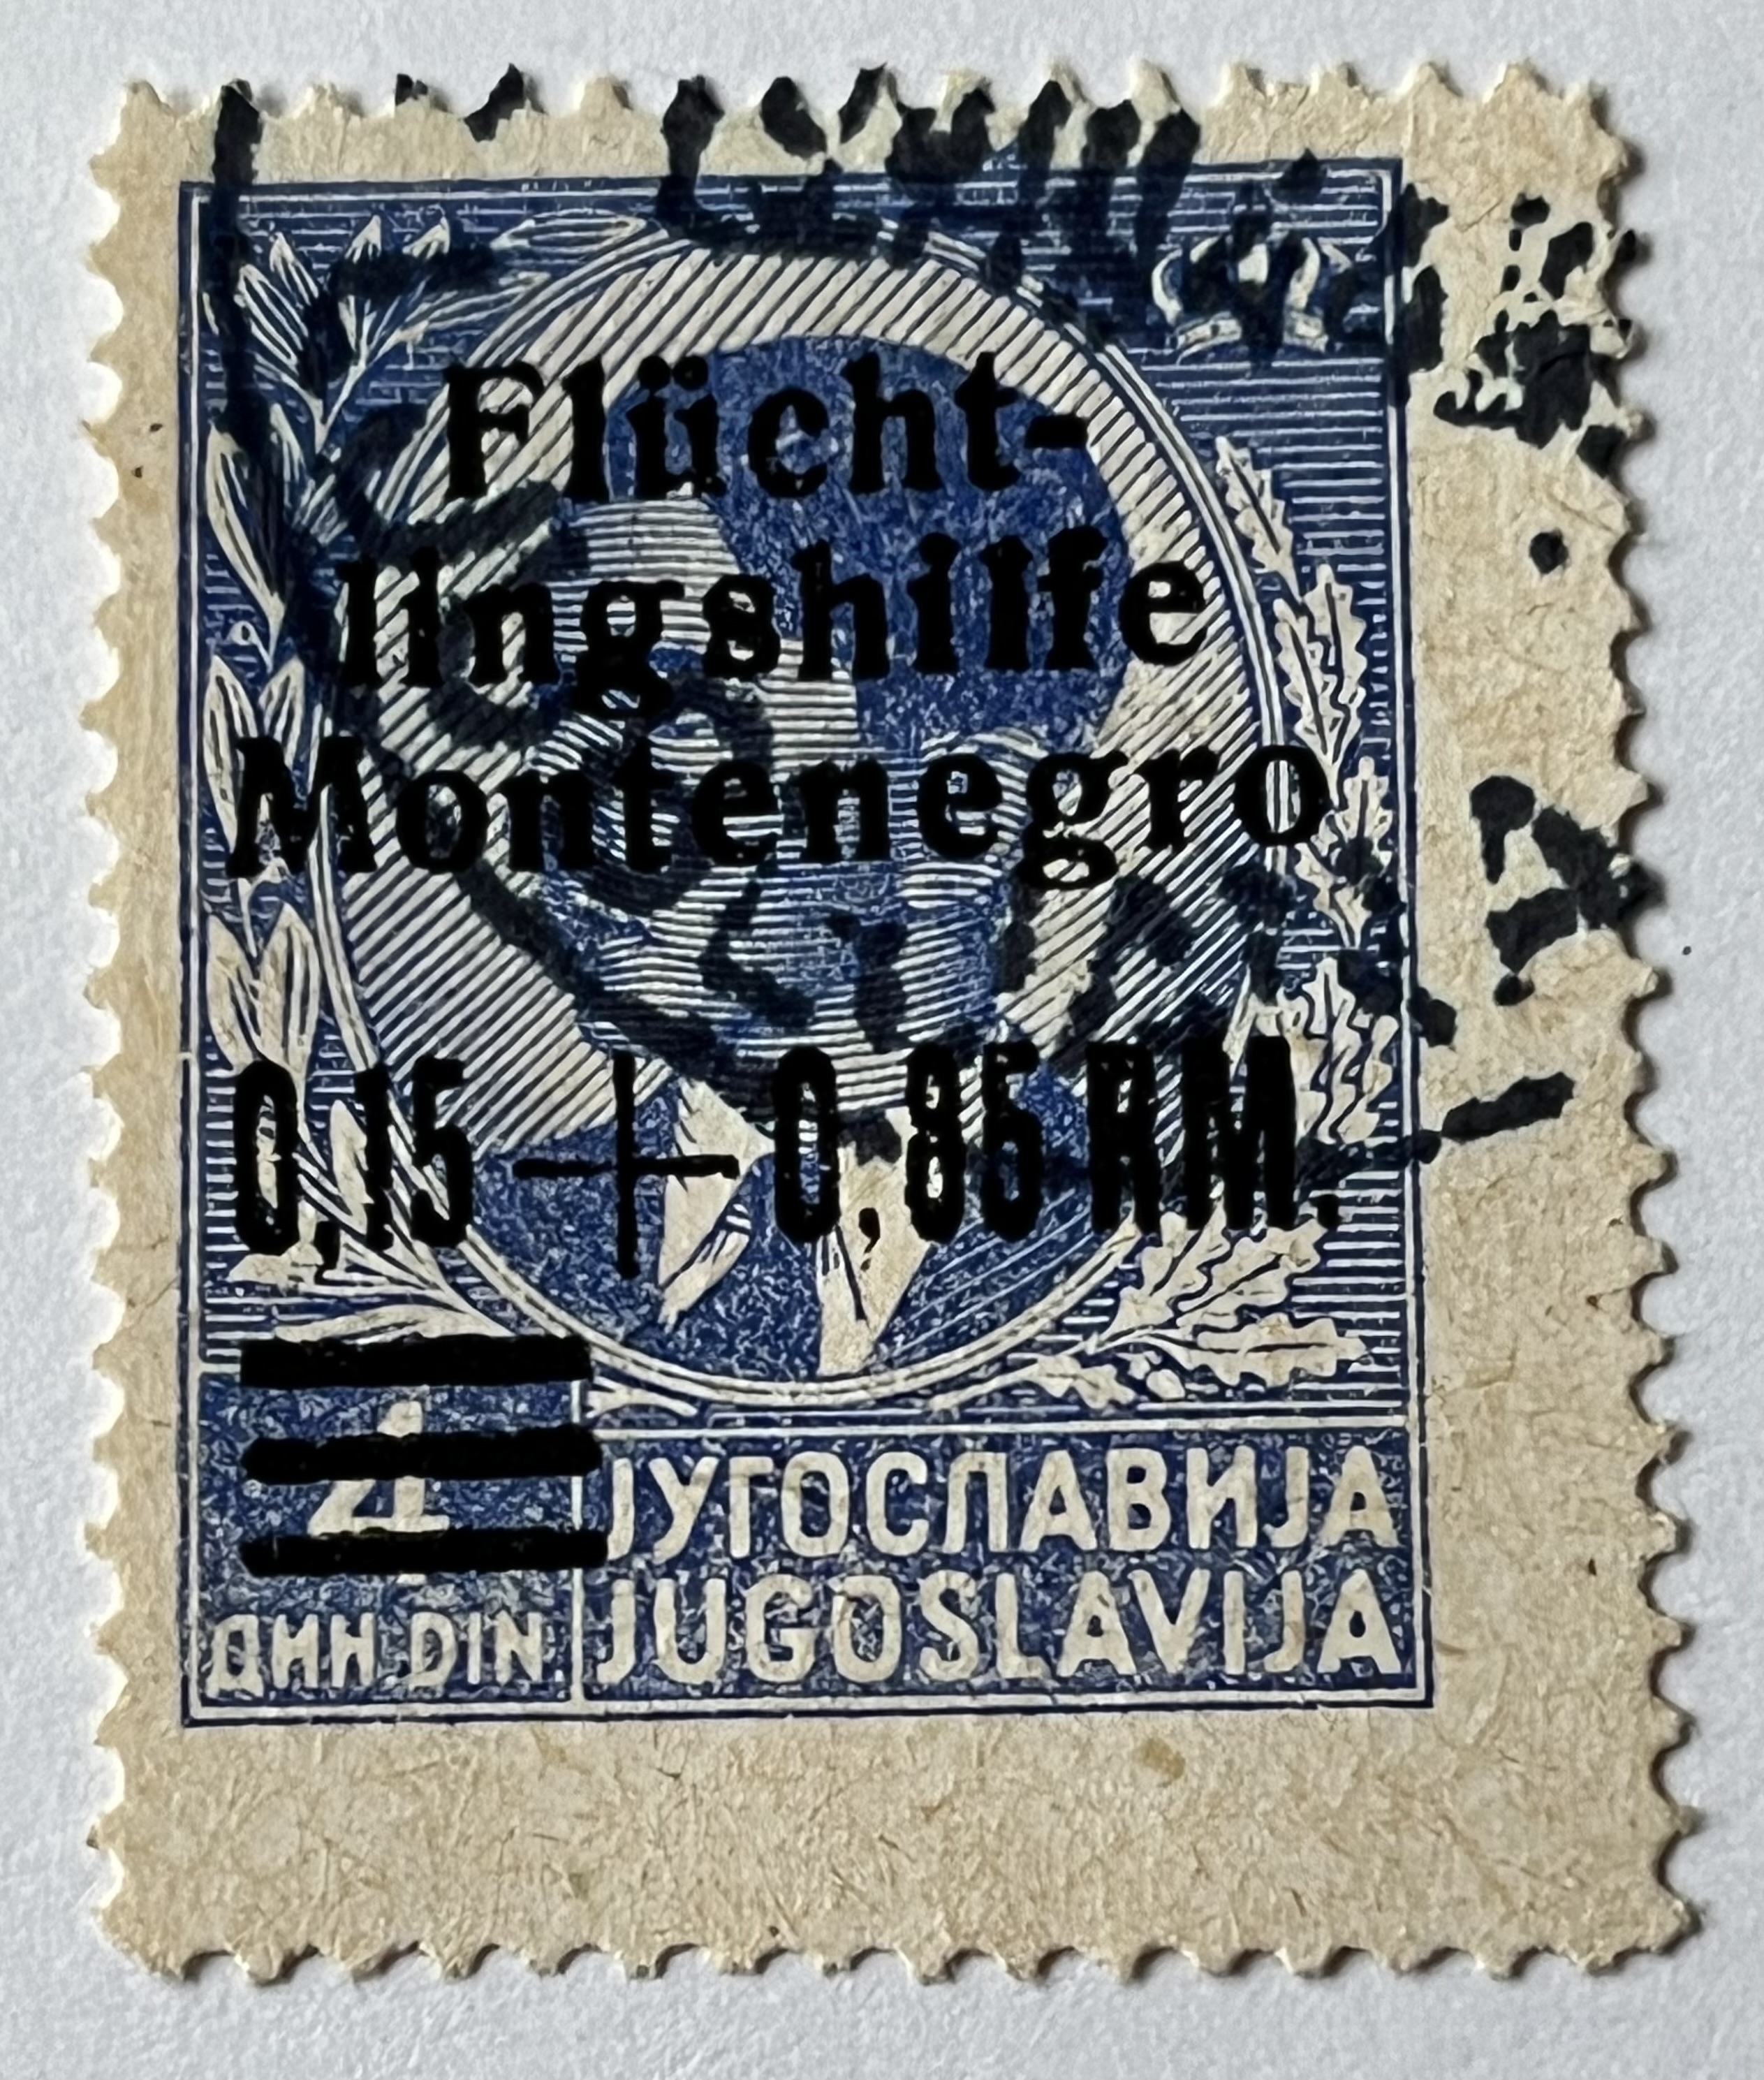 Flücht-
lingshilfe
Montenegro
0,15 + 0,85 RM.
4
ДИН. DIN
ЈУГОСЛАВИЈА
JUGOSLAVIJA